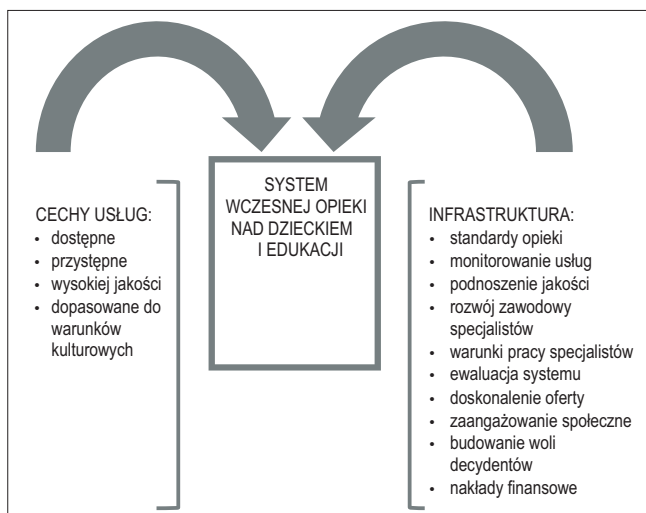 SYSTEM
WCZESNEJ OPIEKI
NAD DZIECKIEM
I EDUKACJI
CECHY USŁUG:
• dostępne
• przystępne
• wysokiej jakości
• dopasowane do
warunków
kulturowych
INFRASTRUKTURA:
• standardy opieki
• monitorowanie usług
• podnoszenie jakości
• rozwój zawodowy
specjalistów
• warunki pracy specjalistów
• ewaluacja systemu
• doskonalenie oferty
• zaangażowanie społeczne
• budowanie woli
decydentów
• nakłady finansowe